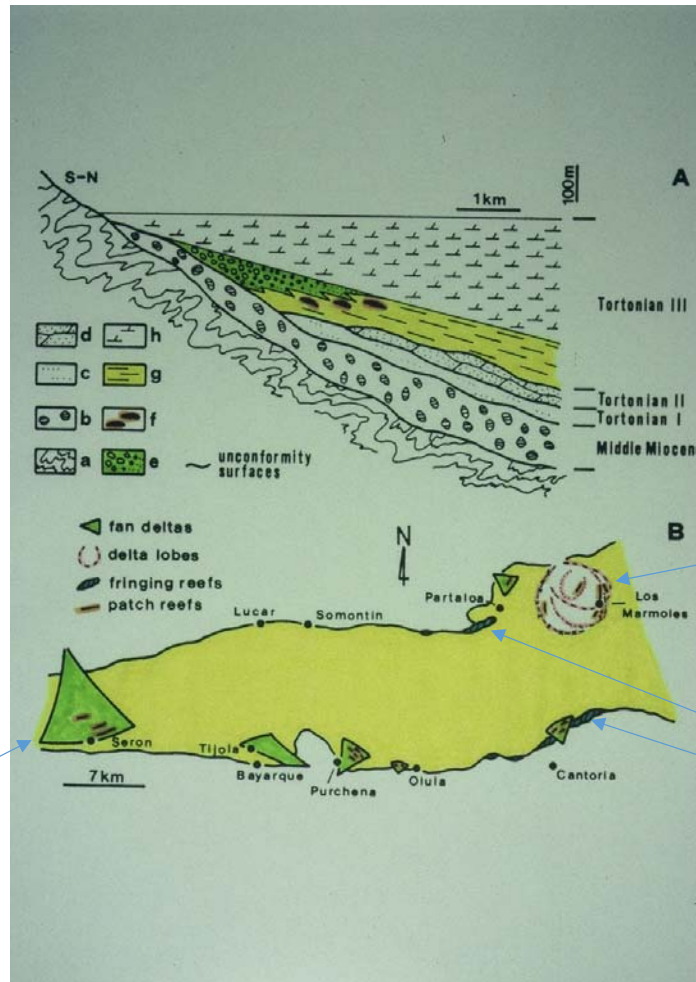 S-N
A
1km
100m
Tortonian III
Tortonian II
Tortonian I
Middle Miocen
d
h
c
g
b
f
a
e
unconformity
surfaces
B
fan deltas
delta lobes
fringing reefs
patch reefs
N
Partaloa
Los
Marmoles
Lucar
Somontin
Seron
Tijola
Bayarque
Purchena
Olula
Cantoria
7km